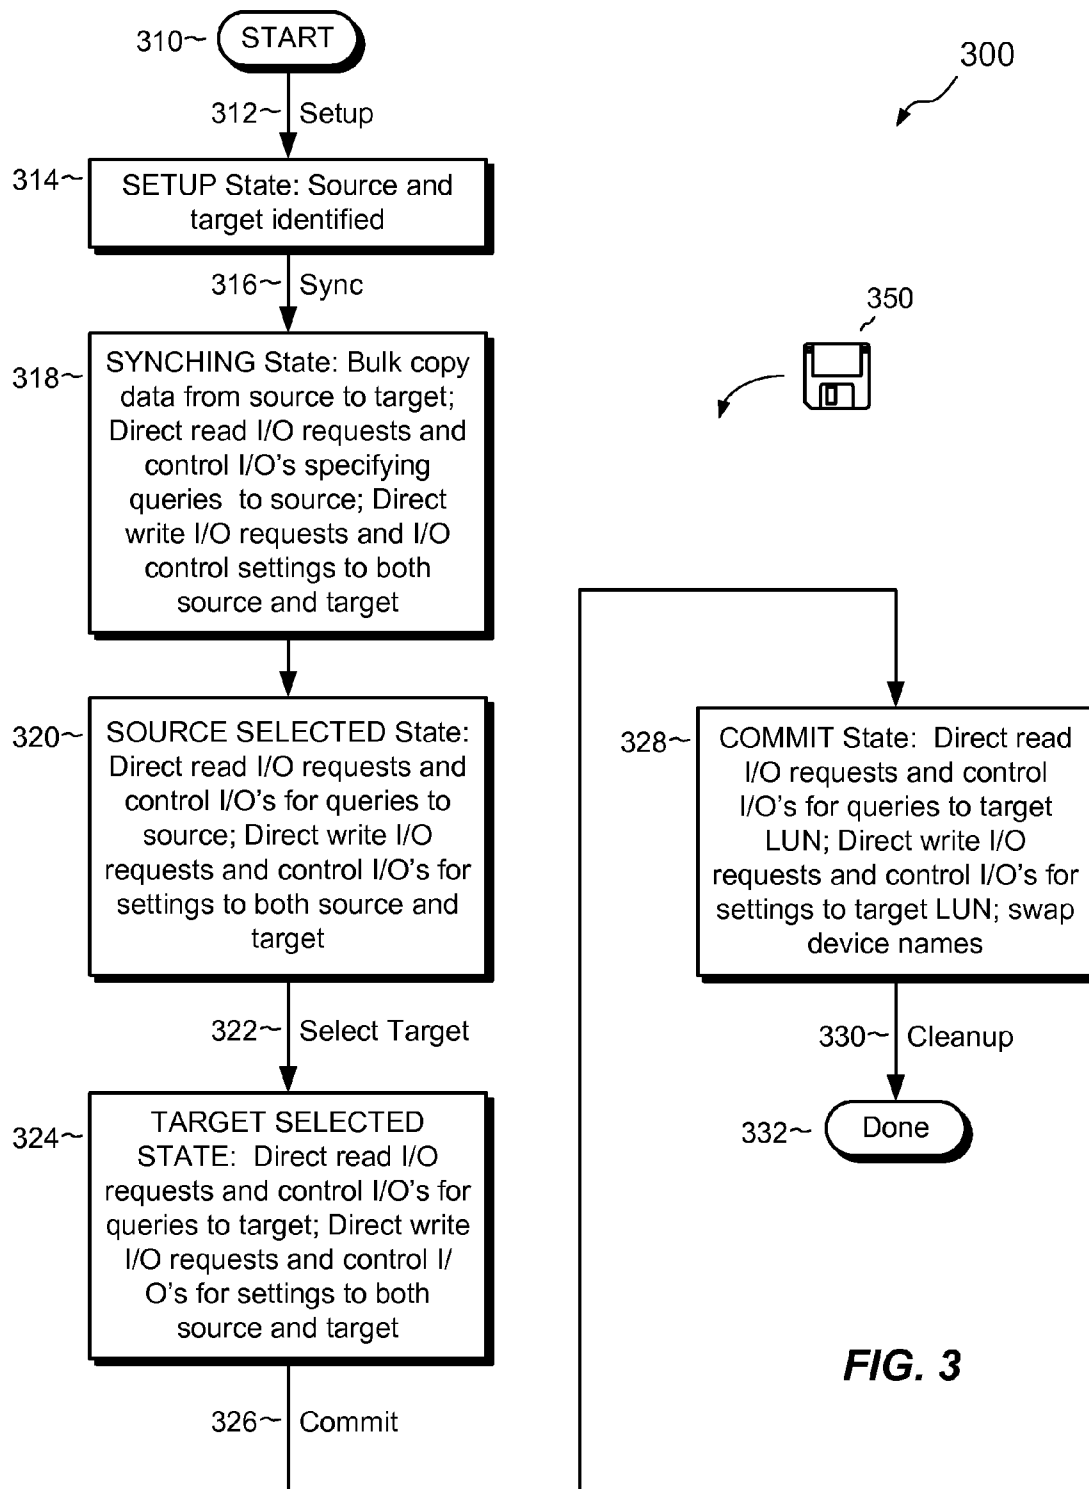 310~ START
300
312~ Setup
314~ SETUP State: Source and
target identified
316~ Sync
350
318~ SYNCHING State: Bulk copy
data from source to target;
Direct read I/O requests and
control I/O's specifying
queries to source; Direct
write I/O requests and I/O
control settings to both
source and target
320~ SOURCE SELECTED State:
Direct read I/O requests and
control I/O's for queries to
source; Direct write I/O
requests and control I/O's for
settings to both source and
target
322~ Select Target
324~ TARGET SELECTED
STATE: Direct read I/O
requests and control I/O's for
queries to target; Direct write
I/O requests and control I/
O's for settings to both
source and target
326~ Commit
328~ COMMIT State: Direct read
I/O requests and control
I/O's for queries to target
LUN; Direct write I/O
requests and control I/O's for
settings to target LUN; swap
device names
330~ Cleanup
332~ Done
FIG. 3